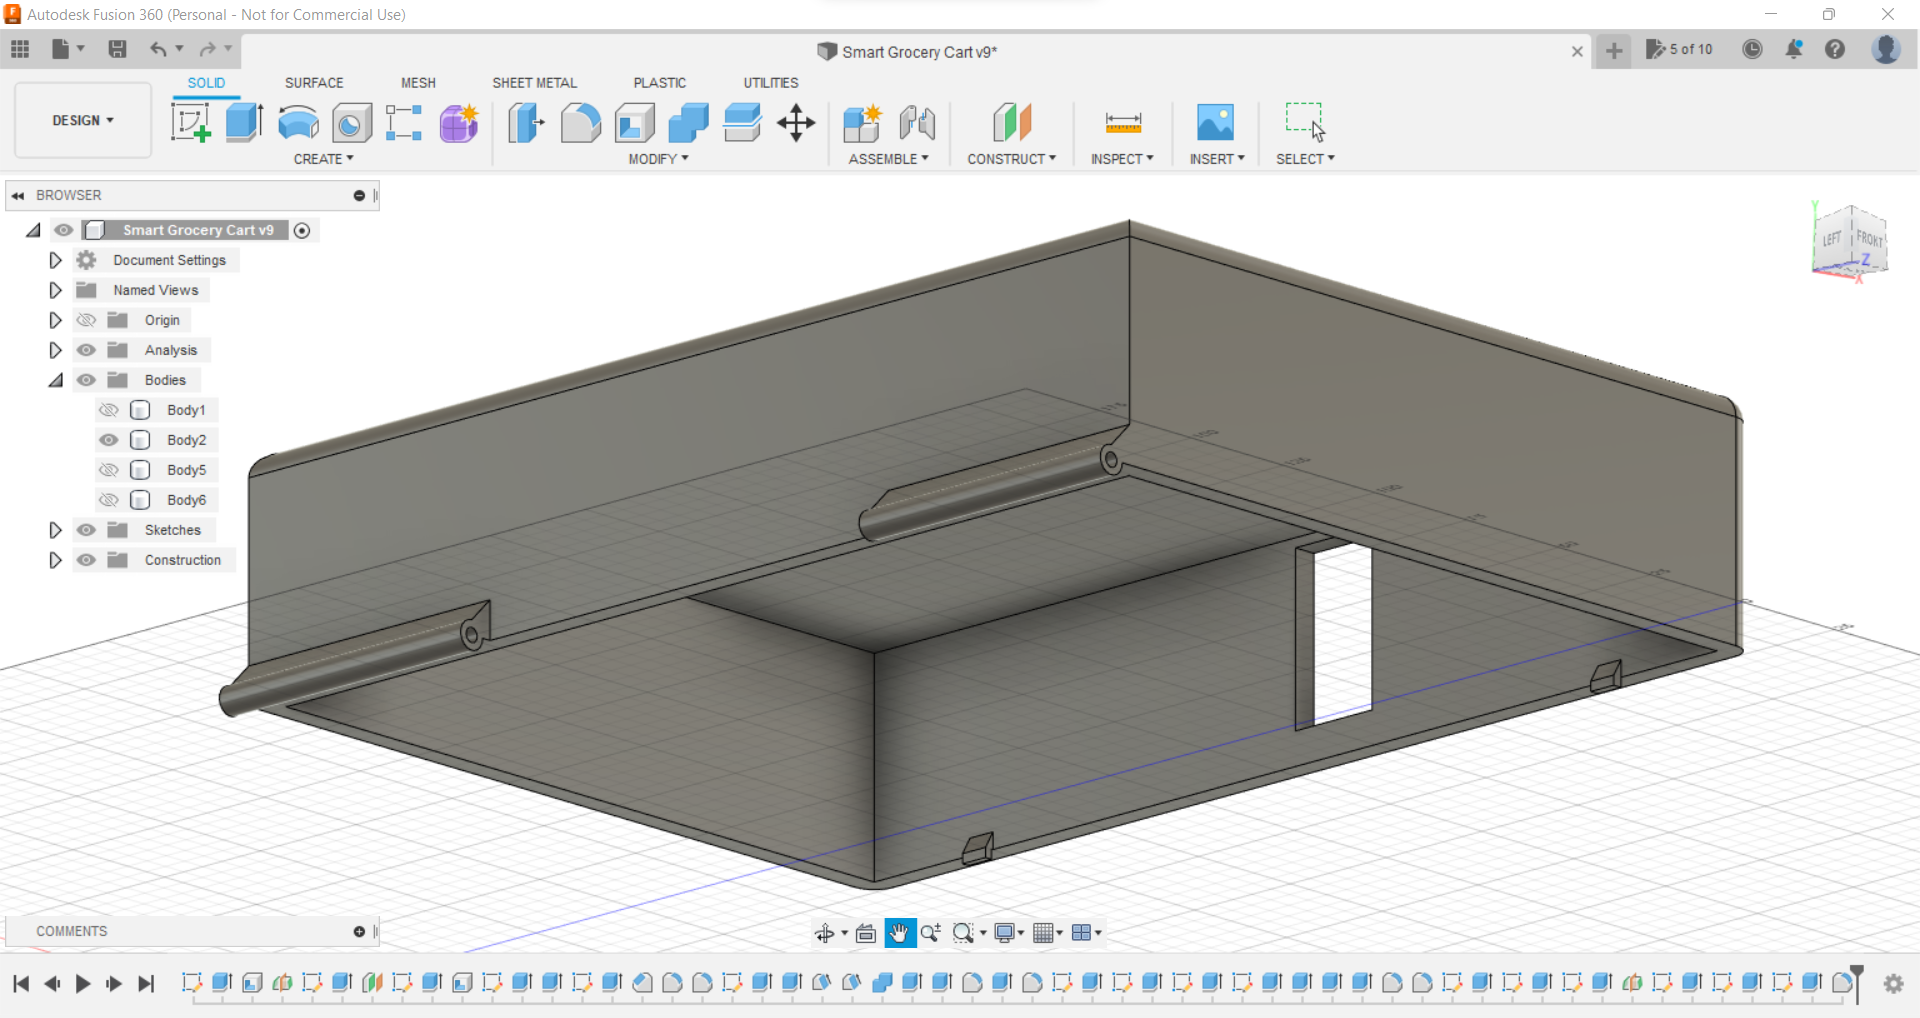 Autodesk Fusion 360 (Personal - Not for Commercial Use)
Smart Grocery Cart v9*
5 of 10
SOLID
SURFACE
MESH
SHEET METAL
PLASTIC
UTILITIES
DESIGN
CREATE
MODIFY
ASSEMBLE
CONSTRUCT
INSPECT
INSERT
SELECT
BROWSER
Smart Grocery Cart v9
Document Settings
Named Views
Origin
Analysis
Bodies
Body1
Body2
Body5
Body6
Sketches
Construction
Y
LEFT
FRONT
Z
X
COMMENTS